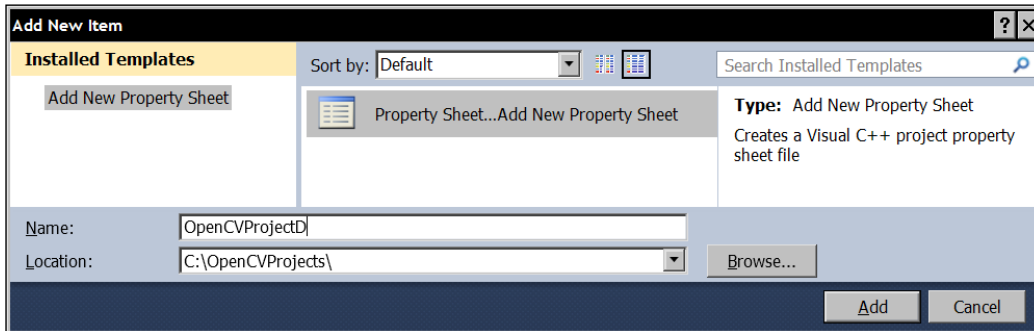 Add New Item
?
Installed Templates
Sort by: Default
Search Installed Templates
Add New Property Sheet
Property Sheet...Add New Property Sheet
Type: Add New Property Sheet
Creates a Visual C++ project property
sheet file
Name: OpenCVProjectD
Location: C:\OpenCVProjects\
Browse...
Add Cancel